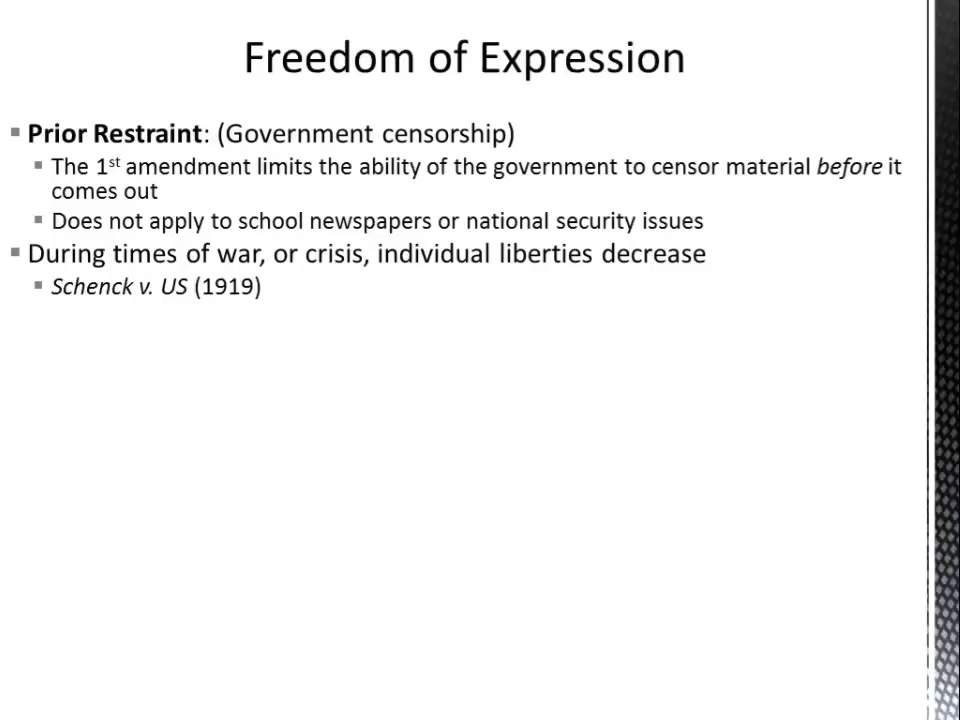 Freedom of Expression
▪ Prior Restraint: (Government censorship)
▪ The 1st amendment limits the ability of the government to censor material before it
comes out
▪ Does not apply to school newspapers or national security issues
▪ During times of war, or crisis, individual liberties decrease
▪ Schenck v. US (1919)